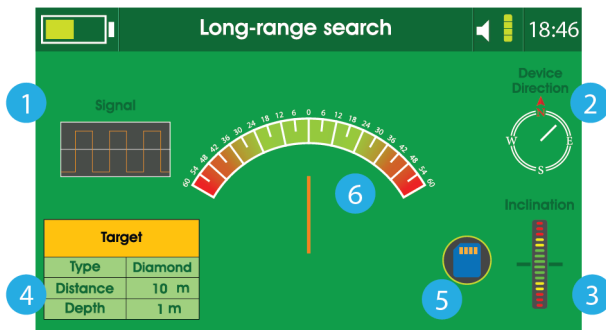 Long-range search
18:46
1
Signal
Device
Direction
2
N
W
E
S
60 54 48 42 36 30 24 18 12 6 0 6 12 18 24 30 36 42 48 54 60
6
Target
Type Diamond
Distance 10 m
Depth 1 m
4
5
Inclination
3